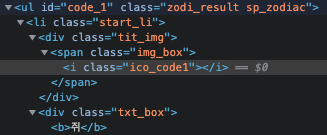 ▼<ul id="code_1" class="zodi_result sp_zodiac">
▼<li class="start_li">
▼<div class="tit_img">
▼<span class="img_box">
<i class="ico_code1"></i> == $0
</span>
</div>
▼<div class="txt_box">
<b>쥐</b>